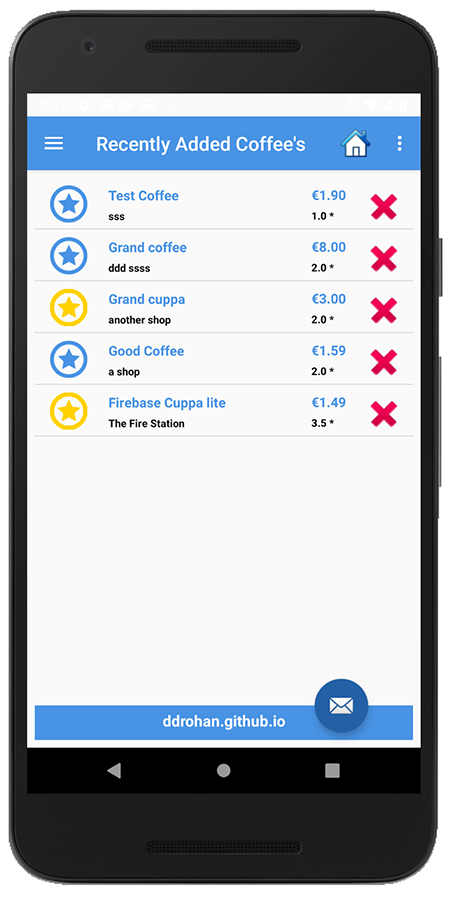 Recently Added Coffee's
Test Coffee €1.90
sss 1.0 *
Grand coffee €8.00
ddd ssss 2.0 *
Grand cuppa €3.00
another shop 2.0 *
Good Coffee €1.59
a shop 2.0 *
Firebase Cuppa lite €1.49
The Fire Station 3.5 *
ddrohan.github.io